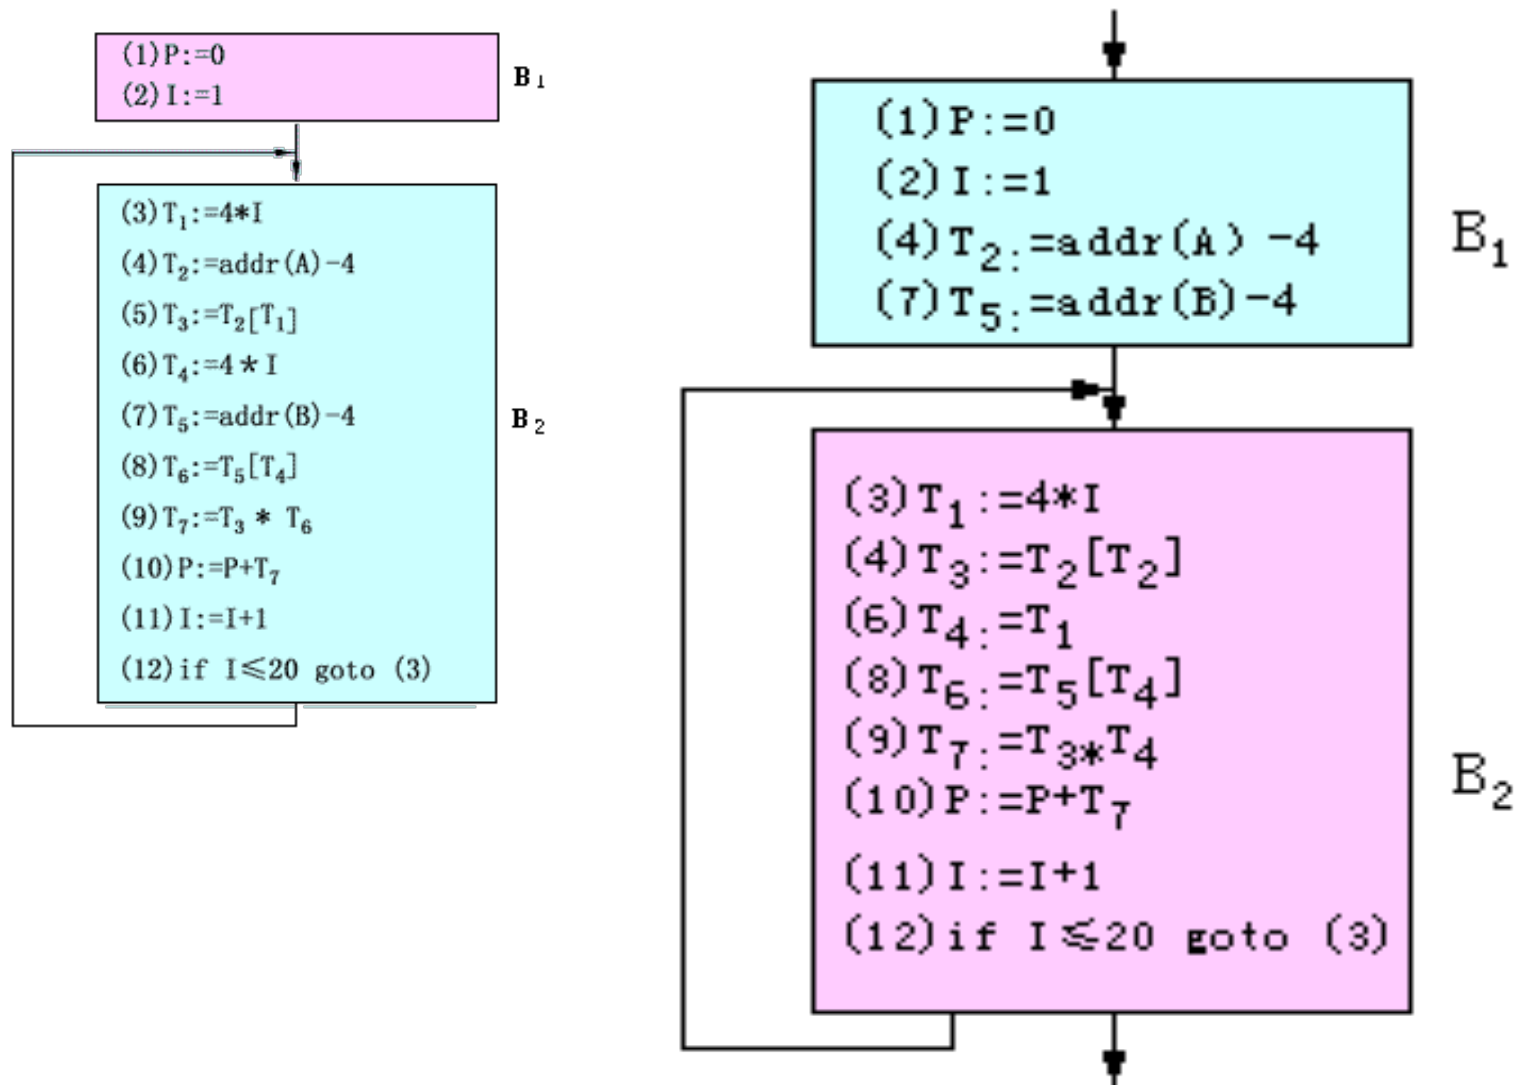 (1)P:=0
(2)I:=1
B₁
(3)T₁:=4*I
(4)T₂:=addr(A)-4
(5)T₃:=T₂[T₁]
(6)T₄:=4*I
(7)T₅:=addr(B)-4
(8)T₆:=T₅[T₄]
(9)T₇:=T₃ * T₆
(10)P:=P+T₇
(11)I:=I+1
(12)if I≤20 goto (3)
B₂
(1)P:=0
(2)I:=1
(4)T₂:=addr(A) -4
(7)T₅:=addr(B)-4
B₁
(3)T₁:=4*I
(4)T₃:=T₂[T₂]
(6)T₄:=T₁
(8)T₆:=T₅[T₄]
(9)T₇:=T₃*T₄
(10)P:=P+T₇
(11)I:=I+1
(12)if I≤20 goto (3)
B₂